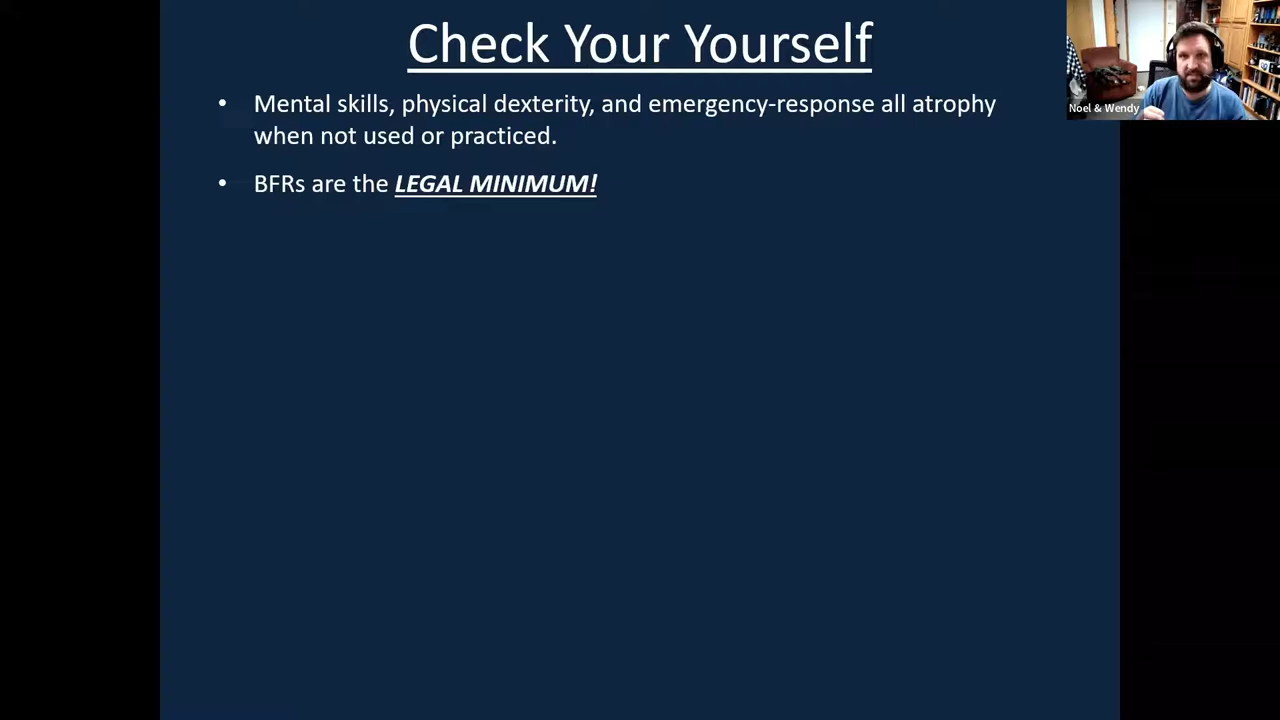 Check Your Yourself
• Mental skills, physical dexterity, and emergency-response all atrophy
when not used or practiced.
• BFRs are the LEGAL MINIMUM!
Noel & Wendy